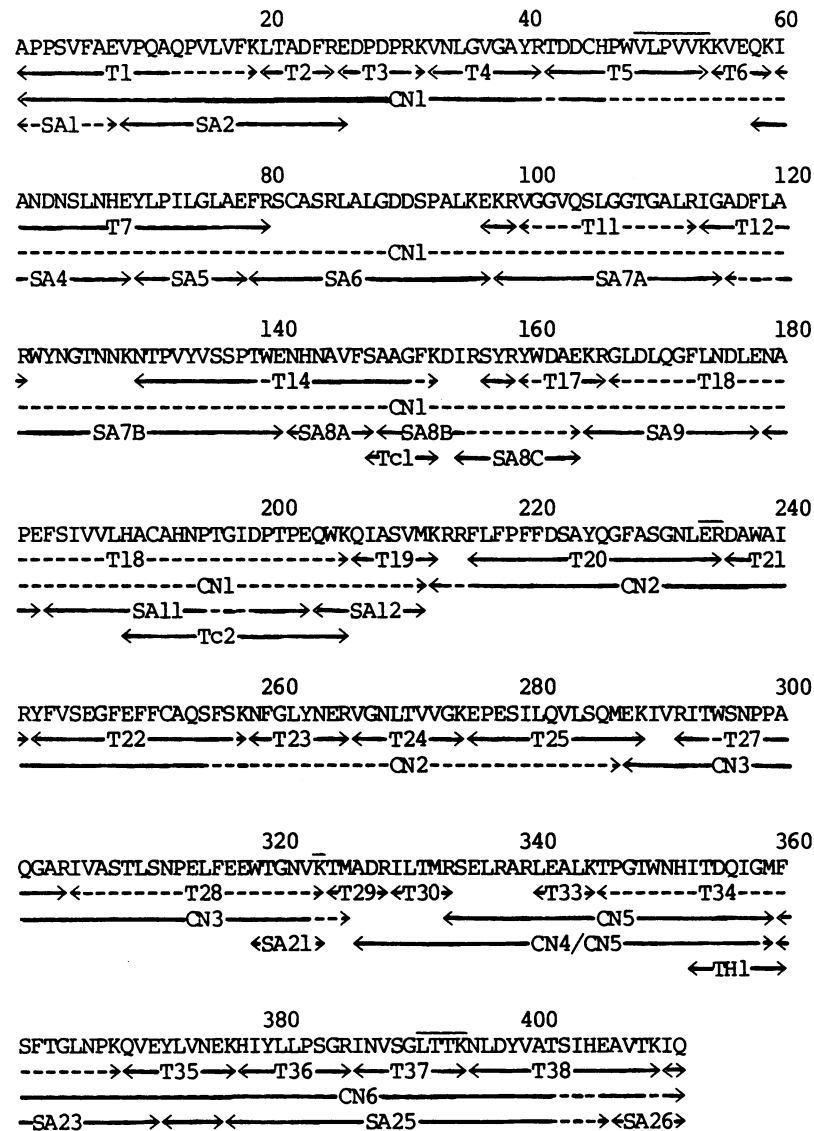 20 40 60
APPSVFAEVPQAQPVLVFKLTADFREDPDPRKVNLGVGAYRTDDCHPWVLPVVKKVEQKI
T1 T2 T3 T4 T5 T6
CN1
SA1 SA2
80 100 120
ANDNSLNHEYLPILGLAEFRSCASRLALGDDSPALKEKRVGGVQSLGGTGALRIGADFLA
T7 T11 T12
CN1
SA4 SA5 SA6 SA7A
140 160 180
RWYNGTNNKNTPVYVSSPTWENHNAVFSAAGFKDIRSYRYWDAEKRGLDLQGFLNDLENA
T14 T17 T18
CN1
SA7B SA8A SA8B SA9
Tc1 SA8C
200 220 240
PEFSIVVLHACAHNPTGIDPTPEQWKQIASVMKRRFLFPFFDSAYQGFASGNLERDAWAI
T18 T19 T20 T21
CN1 CN2
SA11 SA12
Tc2
260 280 300
RYFVSEGFEFFCAQSFSKNFGLYNERVGNLTVVGKEPESILQVLSQMEKIVRITWSNPPA
T22 T23 T24 T25 T27
CN2 CN3
320 340 360
QGARIVASTLSNPELFEEWTGNVKTMADRILTMRSELRARLEALKTPGTWNHITDQIGMF
T28 T29 T30 T33 T34
CN3 CN5
SA21 CN4/CN5
TH1
380 400
SFTGLNPKQVEYLVNEKHIYLLPSGRINVSGLTTKNLDYVATSIHEAVTKIQ
T35 T36 T37 T38
CN6
SA23 SA25 SA26